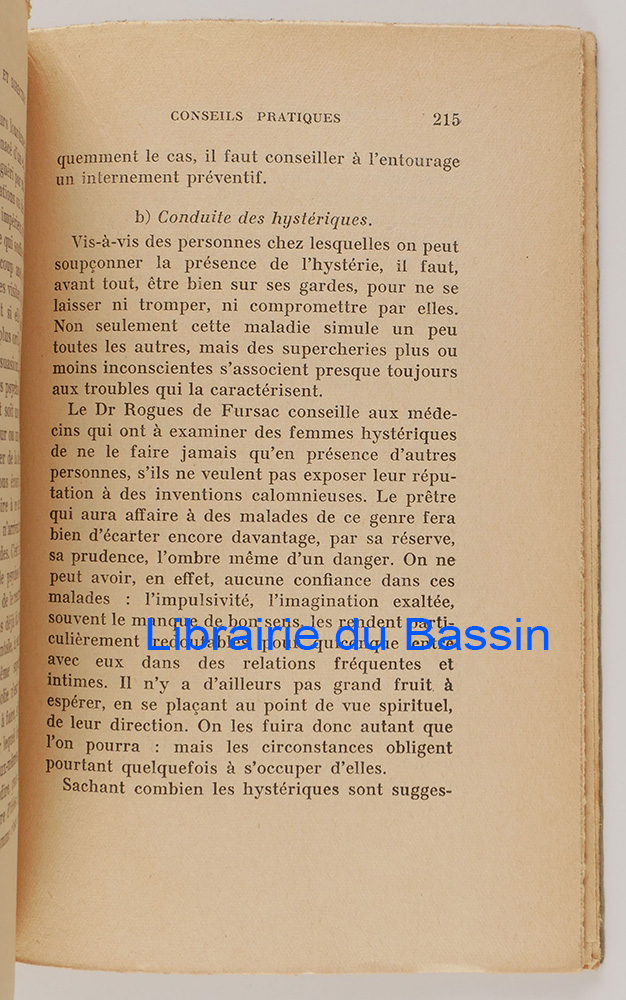 CONSEILS PRATIQUES 215
quemment le cas, il faut conseiller à l'entourage
un internement préventif.
b) Conduite des hystériques.
Vis-à-vis des personnes chez lesquelles on peut
soupçonner la présence de l'hystérie, il faut,
avant tout, être bien sur ses gardes, pour ne se
laisser ni tromper, ni compromettre par elles.
Non seulement cette maladie simule un peu
toutes les autres, mais des supercheries plus ou
moins inconscientes s'associent presque toujours
aux troubles qui la caractérisent.
Le Dr Rogues de Fursac conseille aux méde-
cins qui ont à examiner des femmes hystériques
de ne le faire jamais qu'en présence d'autres
personnes, s'ils ne veulent pas exposer leur répu-
tation à des inventions calomnieuses. Le prêtre
qui aura affaire à des malades de ce genre fera
bien d'écarter encore davantage, par sa réserve,
sa prudence, l'ombre même d'un danger. On ne
peut avoir, en effet, aucune confiance dans ces
malades : l'impulsivité, l'imagination exaltée,
souvent le manque de bon sens, les rendent parti-
culièrement redoutables pour quiconque entre
Librairie du Bassin
avec eux dans des relations fréquentes et
intimes. Il n'y a d'ailleurs pas grand fruit à
espérer, en se plaçant au point de vue spirituel,
de leur direction. On les fuira donc autant que
l'on pourra : mais les circonstances obligent
pourtant quelquefois à s'occuper d'elles.
Sachant combien les hystériques sont sugges-